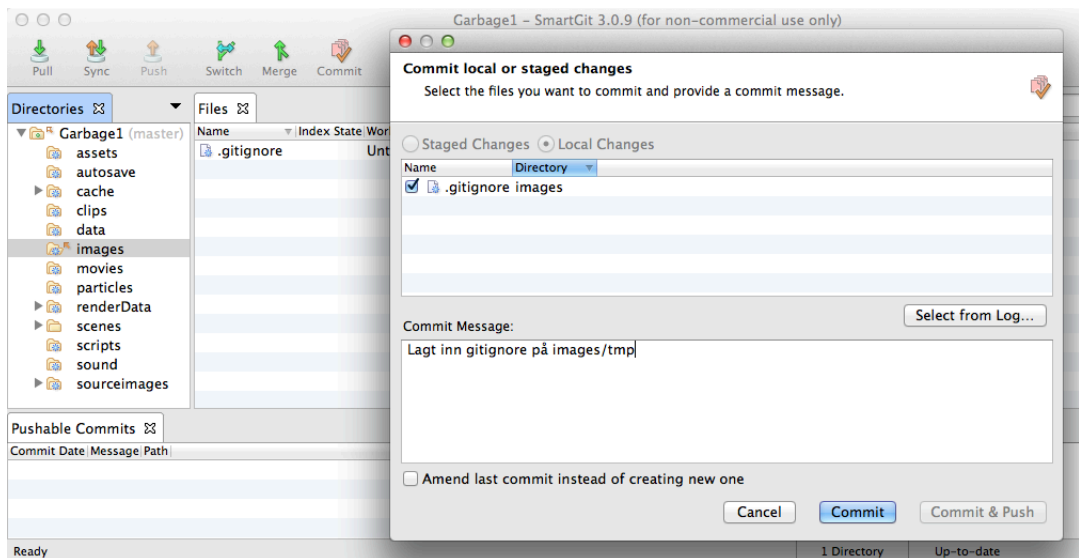 Garbage1 – SmartGit 3.0.9 (for non-commercial use only)
Pull Sync Push Switch Merge Commit
Directories
Garbage1 (master)
assets
autosave
cache
clips
data
images
movies
particles
renderData
scenes
scripts
sound
sourceimages
Files
Name Index State Wor
.gitignore Unt
Pushable Commits
Commit Date Message Path
Commit local or staged changes
Select the files you want to commit and provide a commit message.
Staged Changes Local Changes
Name Directory
.gitignore images
Select from Log...
Commit Message:
Lagt inn gitignore på images/tmp
Amend last commit instead of creating new one
Cancel Commit Commit & Push
Ready 1 Directory Up-to-date